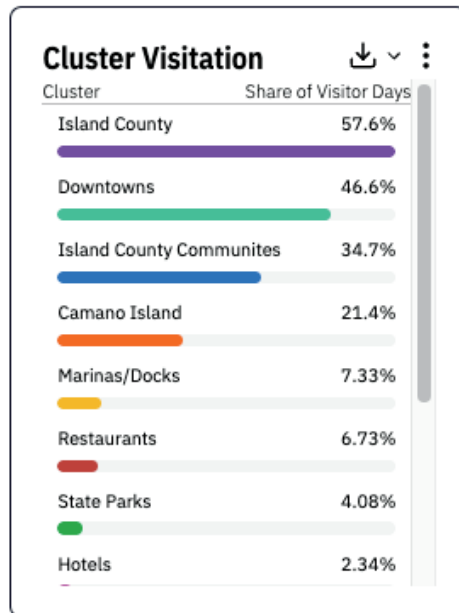 Cluster Visitation
Cluster Share of Visitor Days
Island County 57.6%
Downtowns 46.6%
Island County Communites 34.7%
Camano Island 21.4%
Marinas/Docks 7.33%
Restaurants 6.73%
State Parks 4.08%
Hotels 2.34%